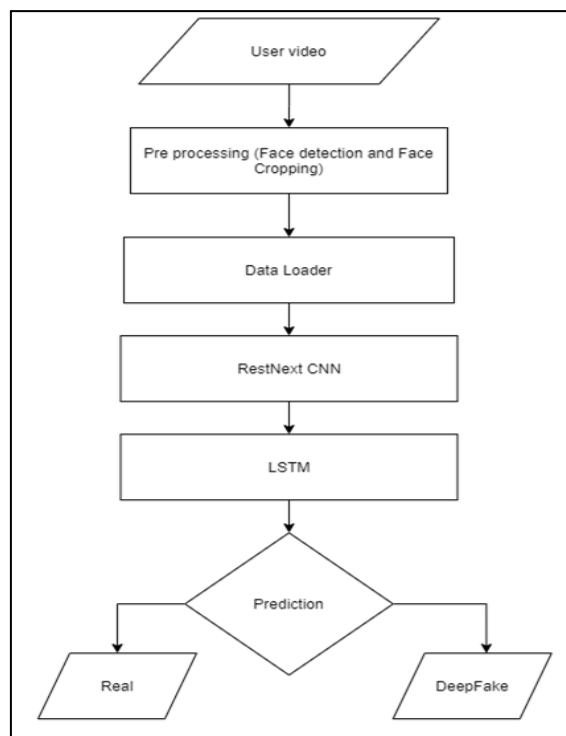 User video
Pre processing (Face detection and Face
Cropping)
Data Loader
RestNext CNN
LSTM
Prediction
Real
DeepFake